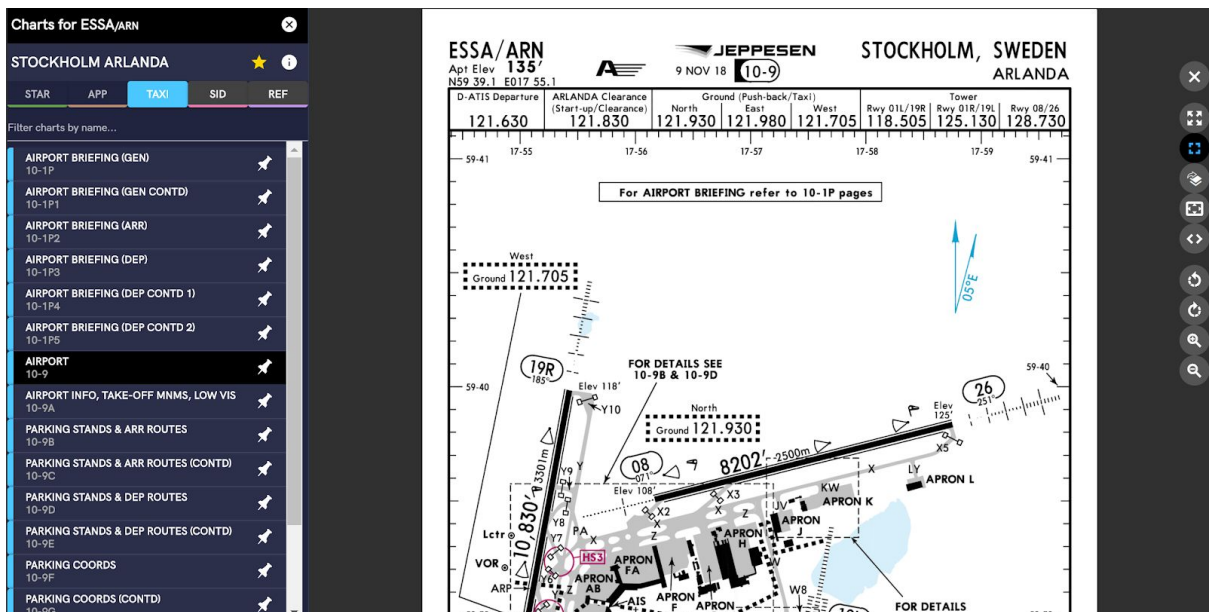 Charts for ESSA/ARN
STOCKHOLM ARLANDA
STAR APP TAXI SID REF
Filter charts by name...
AIRPORT BRIEFING (GEN)
10-1P
AIRPORT BRIEFING (GEN CONTD)
10-1P1
AIRPORT BRIEFING (ARR)
10-1P2
AIRPORT BRIEFING (DEP)
10-1P3
AIRPORT BRIEFING (DEP CONTD 1)
10-1P4
AIRPORT BRIEFING (DEP CONTD 2)
10-1P5
AIRPORT
10-9
AIRPORT INFO, TAKE-OFF MNMS, LOW VIS
10-9A
PARKING STANDS & ARR ROUTES
10-9B
PARKING STANDS & ARR ROUTES (CONTD)
10-9C
PARKING STANDS & DEP ROUTES
10-9D
PARKING STANDS & DEP ROUTES (CONTD)
10-9E
PARKING COORDS
10-9F
PARKING COORDS (CONTD)
10-9G
ESSA/ARN JEPPESEN STOCKHOLM, SWEDEN
Apt Elev 135' 9 NOV 18 10-9 ARLANDA
N59 39.1 E017 55.1
D-ATIS Departure ARLANDA Clearance Ground (Push-back/Taxi) Tower
(Start-up/Clearance) North East West Rwy 01L/19R Rwy 01R/19L Rwy 08/26
121.630 121.830 121.930 121.980 121.705 118.505 125.130 128.730
17-55 17-56 17-57 17-58 17-59
59-41 59-41
For AIRPORT BRIEFING refer to 10-1P pages
West
Ground 121.705
05°E
19R
185°
FOR DETAILS SEE
10-9B & 10-9D
59-40
59-40
Elev 118'
Y10
26
251°
North
Ground 121.930
Elev
125'
X5
08
071°
8202' 2500m
10,830' 3301m
Y
Y9
Elev 108'
X3
X
LY
APRON L
KW
APRON K
X2
X
X
Z
JV
APRON
J
Y8
PA
X
Z
APRON
H
Lctr
Y7
HS3
VOR
APRON
FA
Y6
ARP
APRON
AB
Y
Z
W8
AIS
APRON
F
APRON
FOR DETAILS